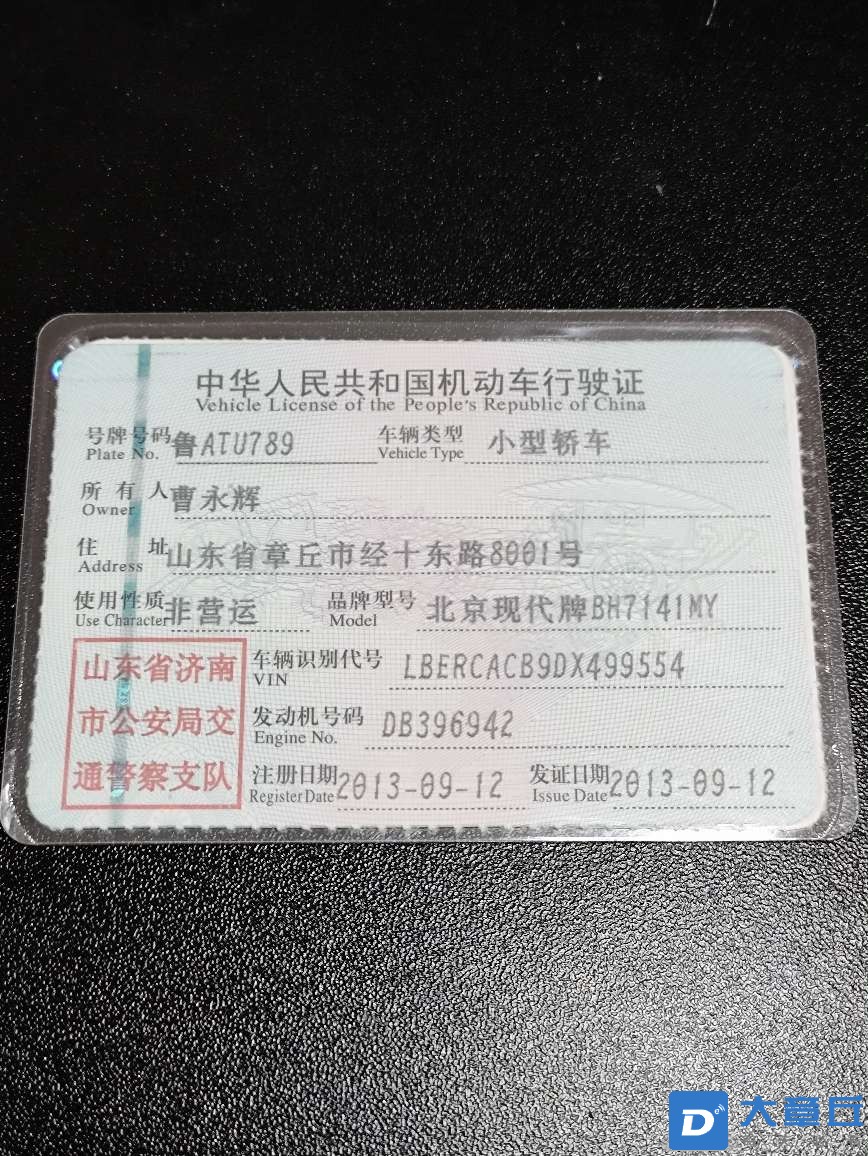 中华人民共和国机动车行驶证
Vehicle License of the People's Republic of China
号牌号码 鲁ATU789 车辆类型 小型轿车
Plate No. Vehicle Type
所有人 曹永辉
Owner
住址 山东省章丘市经十东路8001号
Address
使用性质 非营运 品牌型号 北京现代牌BH7141MY
Use Character Model
山东省济南
市公安局交
通警察支队
车辆识别代号 LBERCACB9DX499554
VIN
发动机号码 DB396942
Engine No.
注册日期 2013-09-12 发证日期 2013-09-12
Register Date Issue Date
D 大章丘